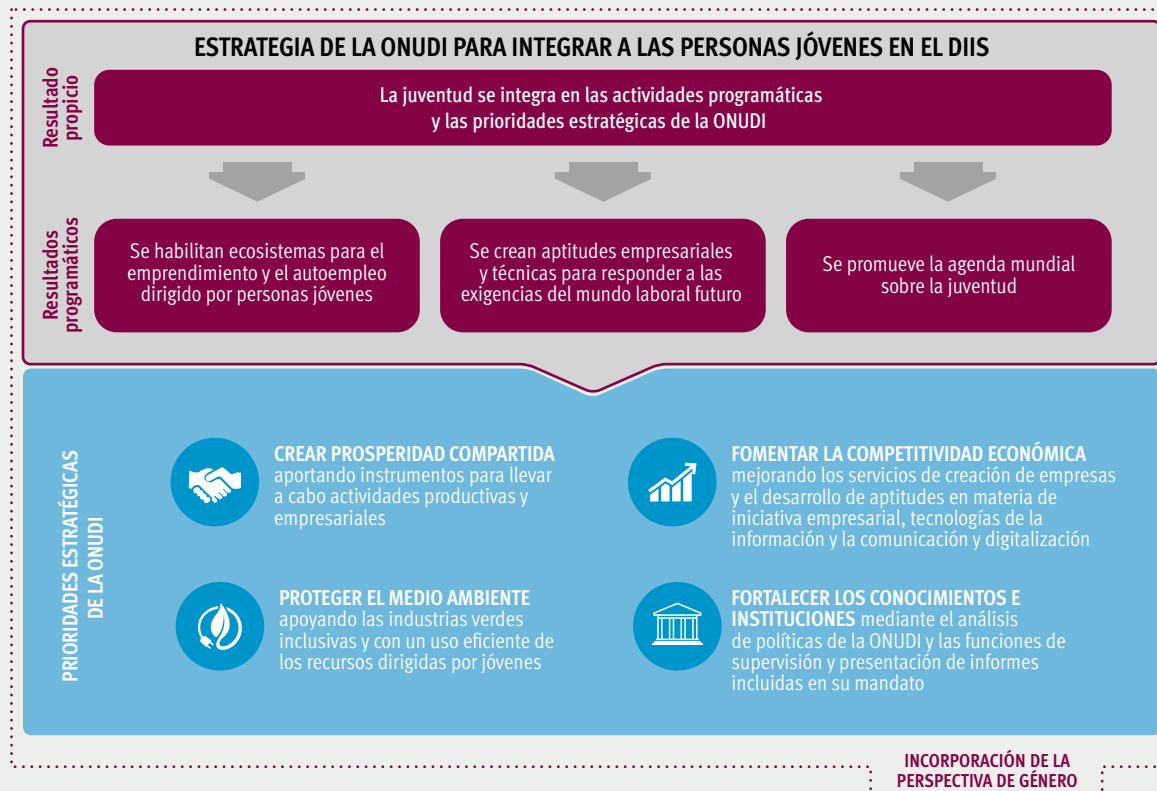 ESTRATEGIA DE LA ONUDI PARA INTEGRAR A LAS PERSONAS JÓVENES EN EL DIIS
Resultado
propicio
La juventud se integra en las actividades programáticas
y las prioridades estratégicas de la ONUDI
Resultados
programáticos
Se habilitan ecosistemas para el
emprendimiento y el autoempleo
dirigido por personas jóvenes
Se crean aptitudes empresariales
y técnicas para responder a las
exigencias del mundo laboral futuro
Se promueve la agenda mundial
sobre la juventud
PRIORIDADES ESTRATÉGICAS
DE LA ONUDI
CREAR PROSPERIDAD COMPARTIDA
aportando instrumentos para llevar
a cabo actividades productivas y
empresariales
FOMENTAR LA COMPETITIVIDAD ECONÓMICA
mejorando los servicios de creación de empresas
y el desarrollo de aptitudes en materia de
iniciativa empresarial, tecnologías de la
información y la comunicación y digitalización
PROTEGER EL MEDIO AMBIENTE
apoyando las industrias verdes
inclusivas y con un uso eficiente de
los recursos dirigidas por jóvenes
FORTALECER LOS CONOCIMIENTOS E
INSTITUCIONES mediante el análisis
de políticas de la ONUDI y las funciones de
supervisión y presentación de informes
incluidas en su mandato
INCORPORACIÓN DE LA
PERSPECTIVA DE GÉNERO